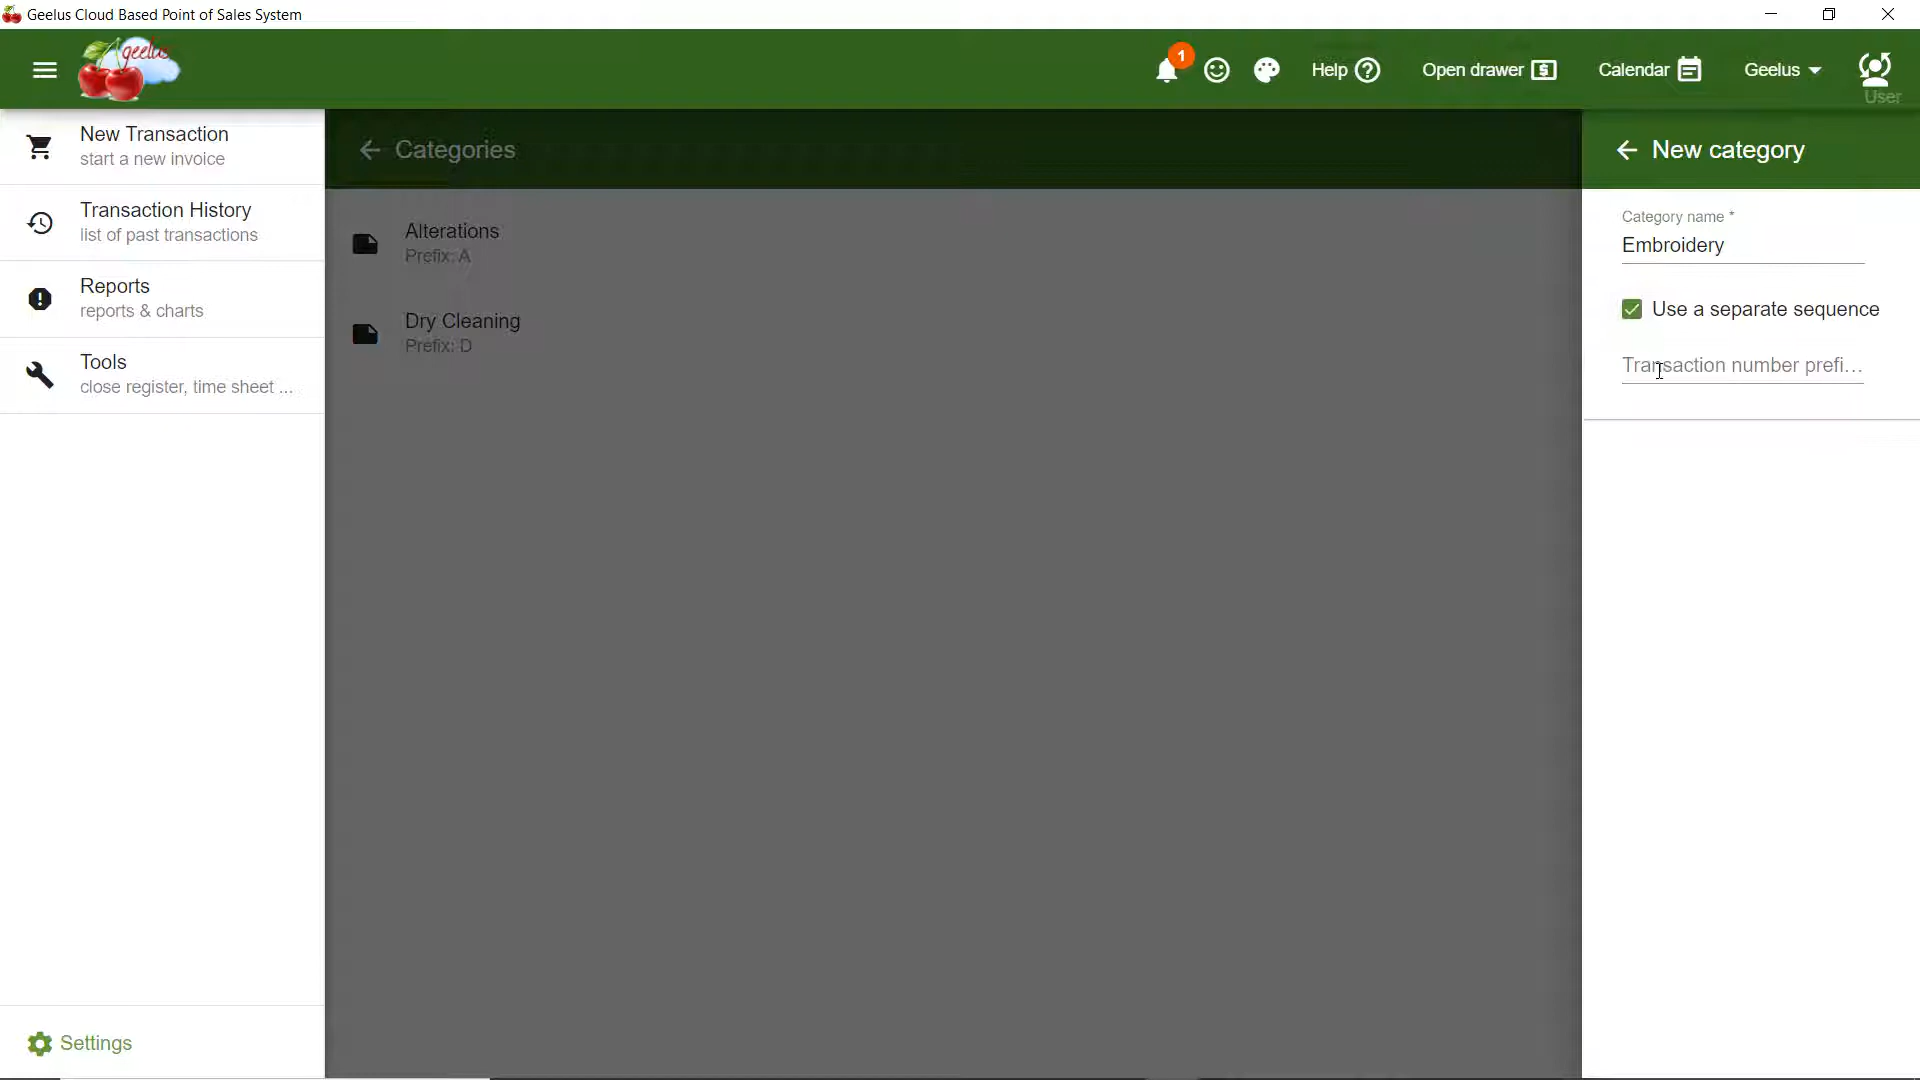 Geelus Cloud Based Point of Sales System
geelus
1
Help
Open drawer
Calendar
Geelus
User
New Transaction
start a new invoice
Transaction History
list of past transactions
Reports
reports & charts
Tools
close register, time sheet ...
Settings
Categories
Alterations
Prefix: A
Dry Cleaning
Prefix: D
New category
Category name *
Embroidery
Use a separate sequence
Transaction number prefi...